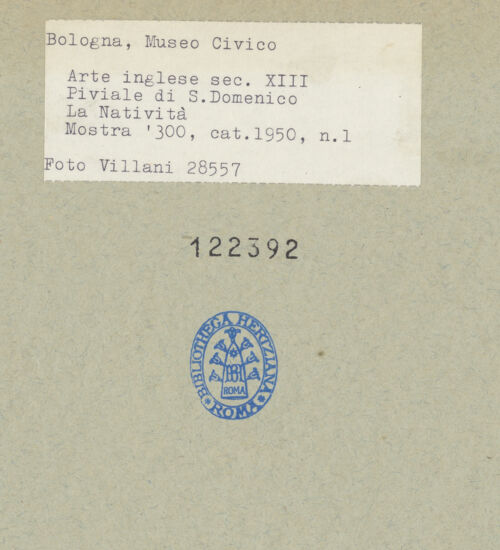 Bologna, Museo Civico
Arte inglese sec. XIII
Piviale di S.Domenico
La Natività
Mostra '300, cat.1950, n.1
Foto Villani 28557
122392
BIBLIOTHECA HERTZIANA
ROMA
* ROMA *